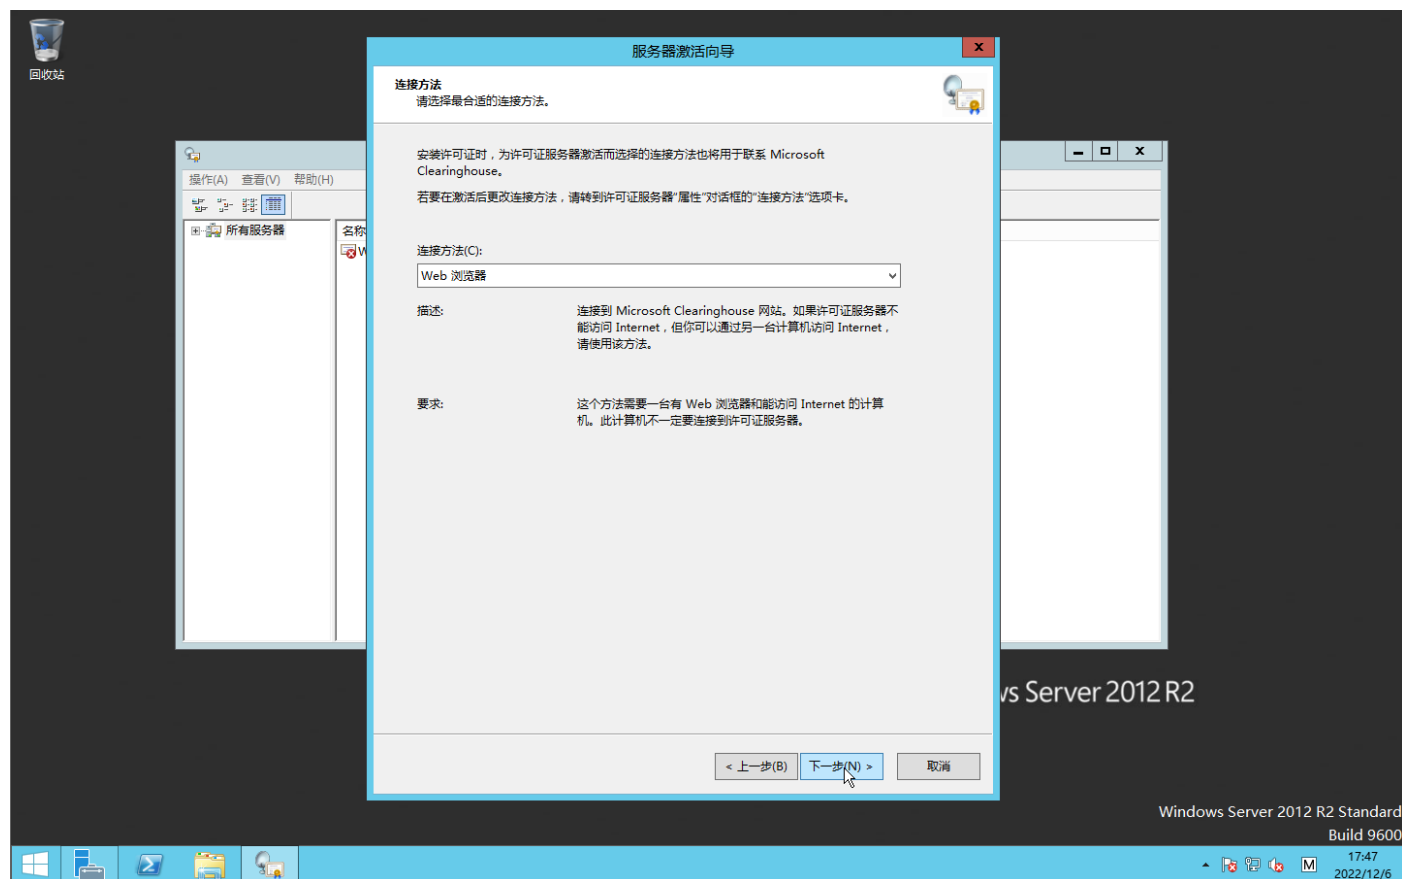 回收站
服务器激活向导
连接方法
请选择最合适的连接方法。
安装许可证时，为许可证服务器激活而选择的连接方法也将用于联系 Microsoft
Clearinghouse。
若要在激活后更改连接方法，请转到许可证服务器"属性"对话框的"连接方法"选项卡。
操作(A) 查看(V) 帮助(H)
所有服务器
名称
W
连接方法(C):
Web 浏览器
描述:
连接到 Microsoft Clearinghouse 网站。如果许可证服务器不
能访问 Internet，但你可以通过另一台计算机访问 Internet，
请使用该方法。
要求:
这个方法需要一台有 Web 浏览器和能访问 Internet 的计算
机。此计算机不一定要连接到许可证服务器。
< 上一步(B) 下一步(N) > 取消
vs Server 2012 R2
Windows Server 2012 R2 Standard
Build 9600
M
17:47
2022/12/6